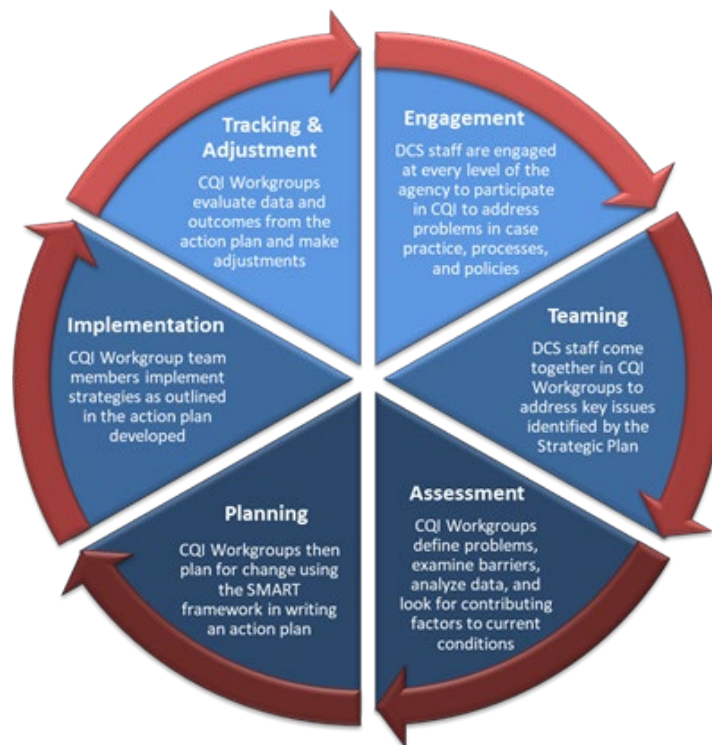 Engagement
DCS staff are engaged
at every level of the
agency to participate
in CQI to address
problems in case
practice, processes,
and policies
Teaming
DCS staff come
together in CQI
Workgroups to
address key issues
identified by the
Strategic Plan
Assessment
CQI Workgroups
define problems,
examine barriers,
analyze data, and
look for contributing
factors to current
conditions
Planning
CQI Workgroups then
plan for change using
the SMART
framework in writing
an action plan
Implementation
CQI Workgroup team
members implement
strategies as outlined
in the action plan
developed
Tracking &
Adjustment
CQI Workgroups
evaluate data and
outcomes from the
action plan and make
adjustments